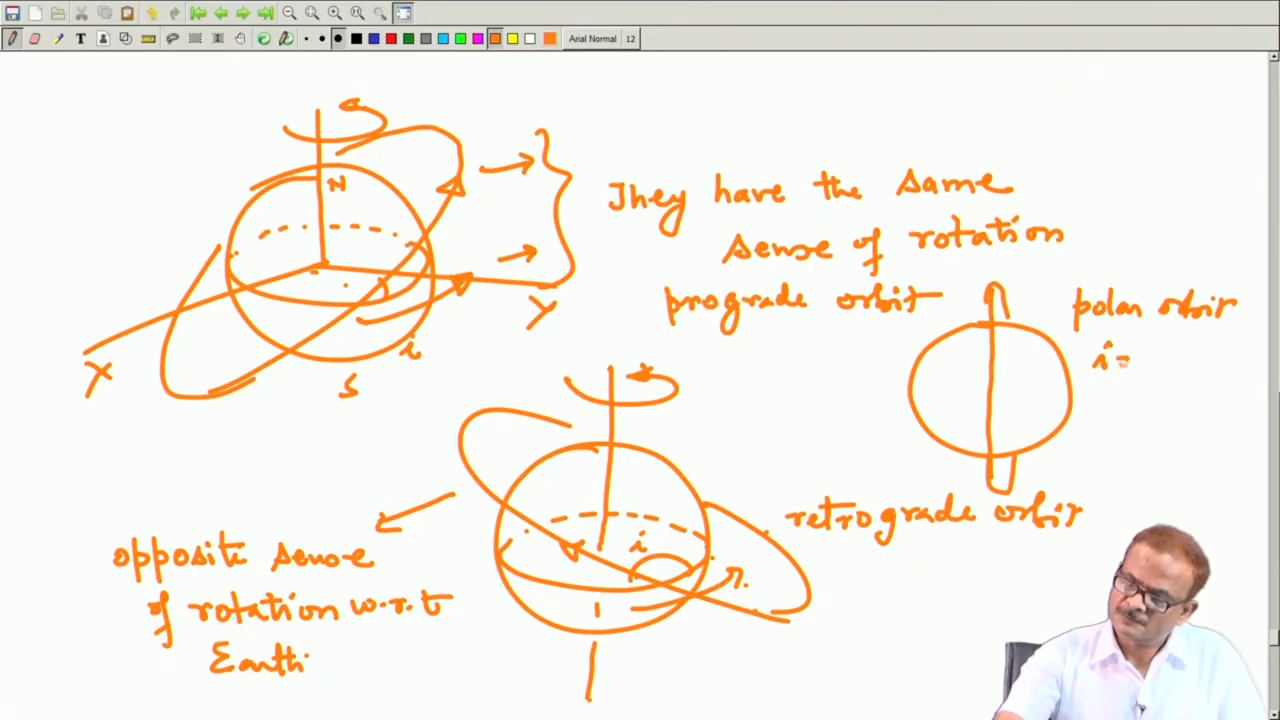 Arial Normal 12
N
They have the same
sense of rotation
prograde orbit
X
Y
i
S
polar orbit
i=
i
retrograde orbit
opposite sense
of rotation w.r.t
Earth